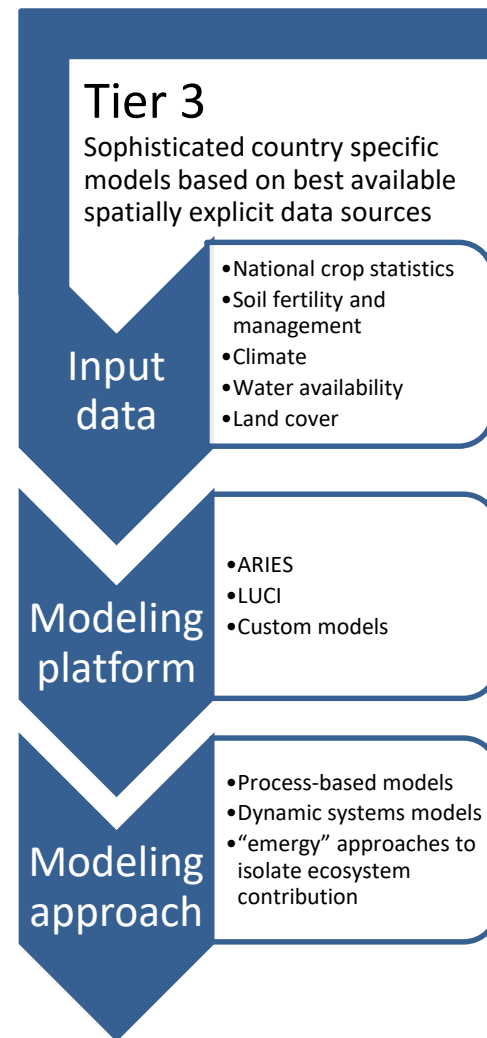 Tier 3
Sophisticated country specific
models based on best available
spatially explicit data sources
Input
data
•National crop statistics
•Soil fertility and
management
•Climate
•Water availability
•Land cover
Modeling
platform
•ARIES
•LUCI
•Custom models
Modeling
approach
•Process-based models
•Dynamic systems models
•“emergy” approaches to
isolate ecosystem
contribution